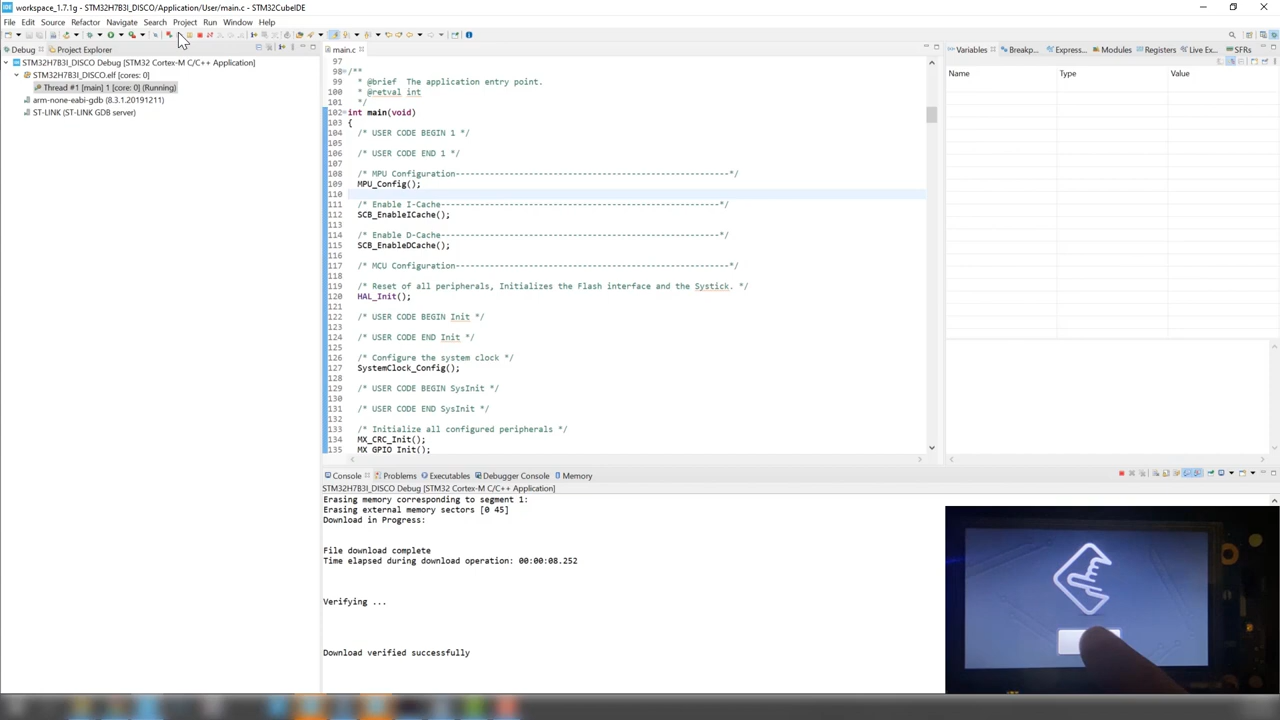 workspace_1.7.1g - STM32H7B3I_DISCO/Application/User/main.c - STM32CubeIDE
File Edit Source Refactor Navigate Search Project Run Window Help
Debug Project Explorer
STM32H7B3I_DISCO Debug [STM32 Cortex-M C/C++ Application]
STM32H7B3I_DISCO.elf [cores: 0]
Thread #1 [main] 1 [core: 0] (Running)
arm-none-eabi-gdb (8.3.1.20191211)
ST-LINK (ST-LINK GDB server)
main.c
97
98 /**
99 * @brief The application entry point.
100 * @retval int
101 */
102 int main(void)
103 {
104 /* USER CODE BEGIN 1 */
105
106 /* USER CODE END 1 */
107
108 /* MPU Configuration--------------------------------------------------------*/
109 MPU_Config();
110
111 /* Enable I-Cache---------------------------------------------------------*/
112 SCB_EnableICache();
113
114 /* Enable D-Cache---------------------------------------------------------*/
115 SCB_EnableDCache();
116
117 /* MCU Configuration--------------------------------------------------------*/
118
119 /* Reset of all peripherals, Initializes the Flash interface and the Systick. */
120 HAL_Init();
121
122 /* USER CODE BEGIN Init */
123
124 /* USER CODE END Init */
125
126 /* Configure the system clock */
127 SystemClock_Config();
128
129 /* USER CODE BEGIN SysInit */
130
131 /* USER CODE END SysInit */
132
133 /* Initialize all configured peripherals */
134 MX_CRC_Init();
135 MX_GPIO_Init();
Variables Breakp... Express... Modules Registers Live Ex... SFRs
Name Type Value
Console Problems Executables Debugger Console Memory
STM32H7B3I_DISCO Debug [STM32 Cortex-M C/C++ Application]
Erasing memory corresponding to segment 1:
Erasing external memory sectors [0 45]
Download in Progress:
File download complete
Time elapsed during download operation: 00:00:08.252
Verifying ...
Download verified successfully